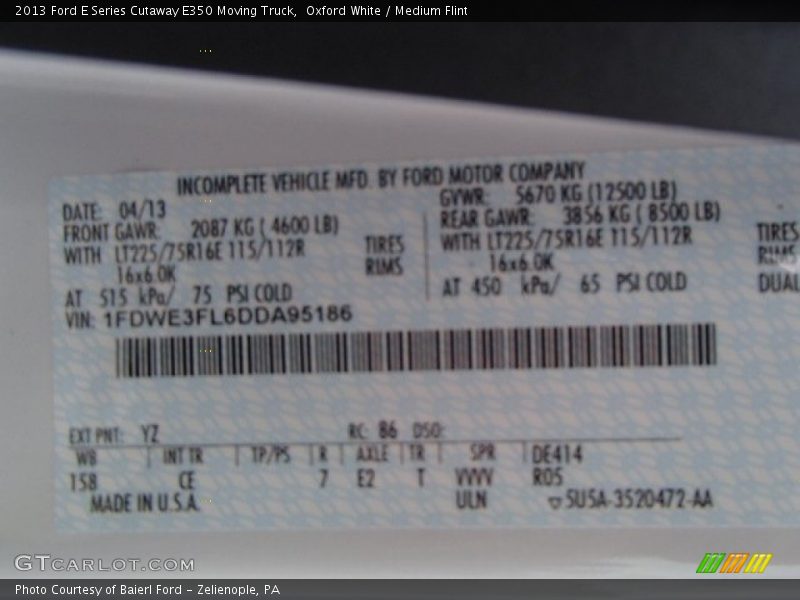 2013 Ford E Series Cutaway E350 Moving Truck, Oxford White / Medium Flint
INCOMPLETE VEHICLE MFD. BY FORD MOTOR COMPANY
DATE: 04/13 GVWR: 5670 KG (12500 LB)
FRONT GAWR: 2087 KG ( 4600 LB) REAR GAWR: 3856 KG ( 8500 LB)
WITH LT225/75R16E 115/112R TIRES WITH LT225/75R16E 115/112R TIRES
16x6.0K RIMS 16x6.0K RIMS
AT 515 kPa/ 75 PSI COLD AT 450 kPa/ 65 PSI COLD DUAL
VIN: 1FDWE3FL6DDA95186
EXT PNT: YZ RC: 86 DSO:
WB INT TR TP/PS R AXLE TR SPR DE414
158 CE 7 E2 T VVVV R05
MADE IN U.S.A. ULN 5U5A-3520472-AA
GTCARLOT.COM
Photo Courtesy of Baierl Ford - Zelienople, PA